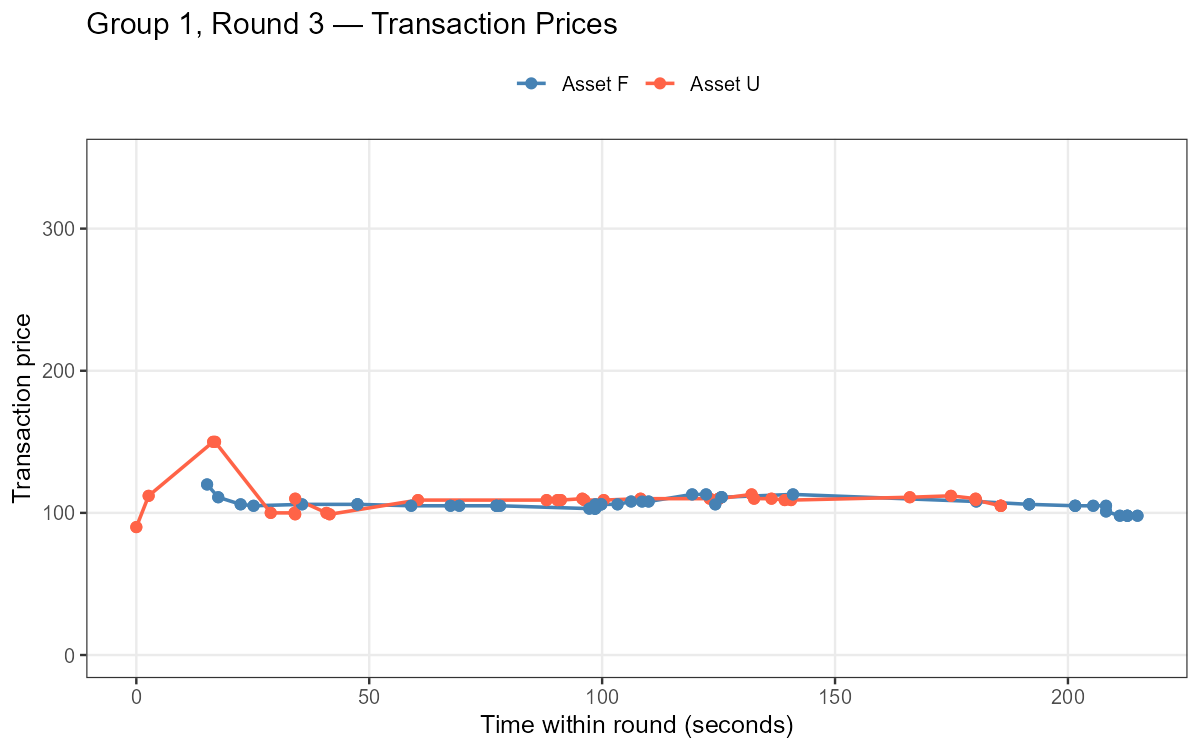 Group 1, Round 3 — Transaction Prices
Asset F Asset U
Transaction price
300
200
100
0
0 50 100 150 200
Time within round (seconds)